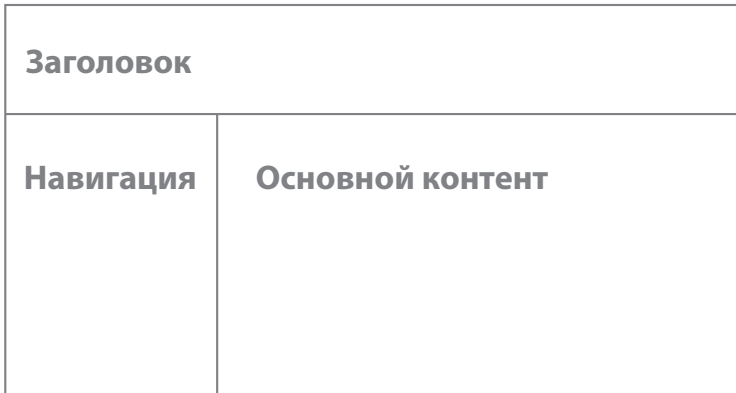 Заголовок
Навигация
Основной контент